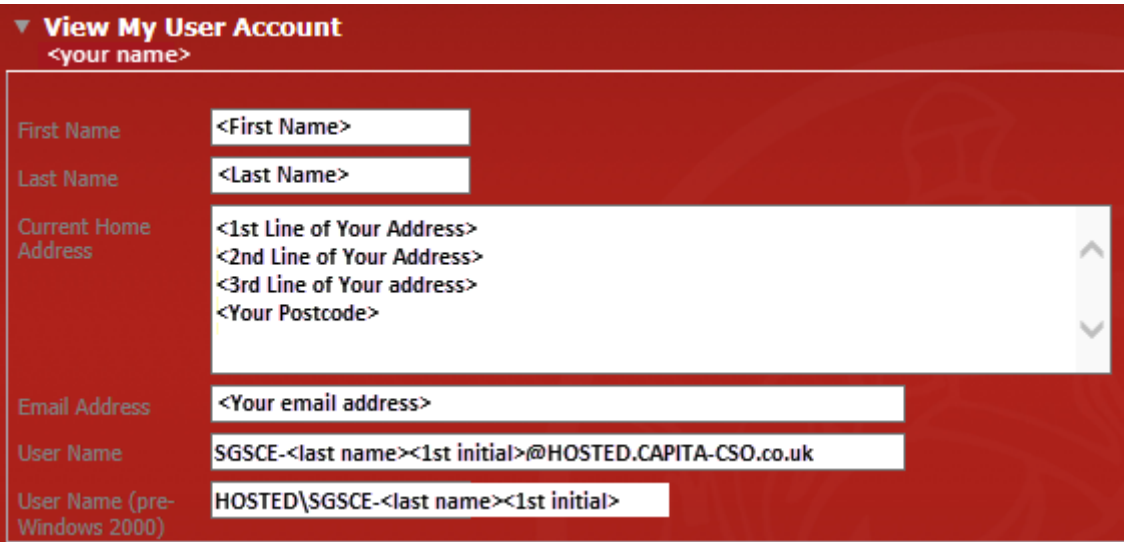 View My User Account
<your name>
First Name
<First Name>
Last Name
<Last Name>
Current Home
Address
<1st Line of Your Address>
<2nd Line of Your Address>
<3rd Line of Your address>
<Your Postcode>
Email Address
<Your email address>
User Name
SGSCE-<last name><1st initial>@HOSTED.CAPITA-CSO.co.uk
User Name (pre-
Windows 2000)
HOSTED\SGSCE-<last name><1st initial>